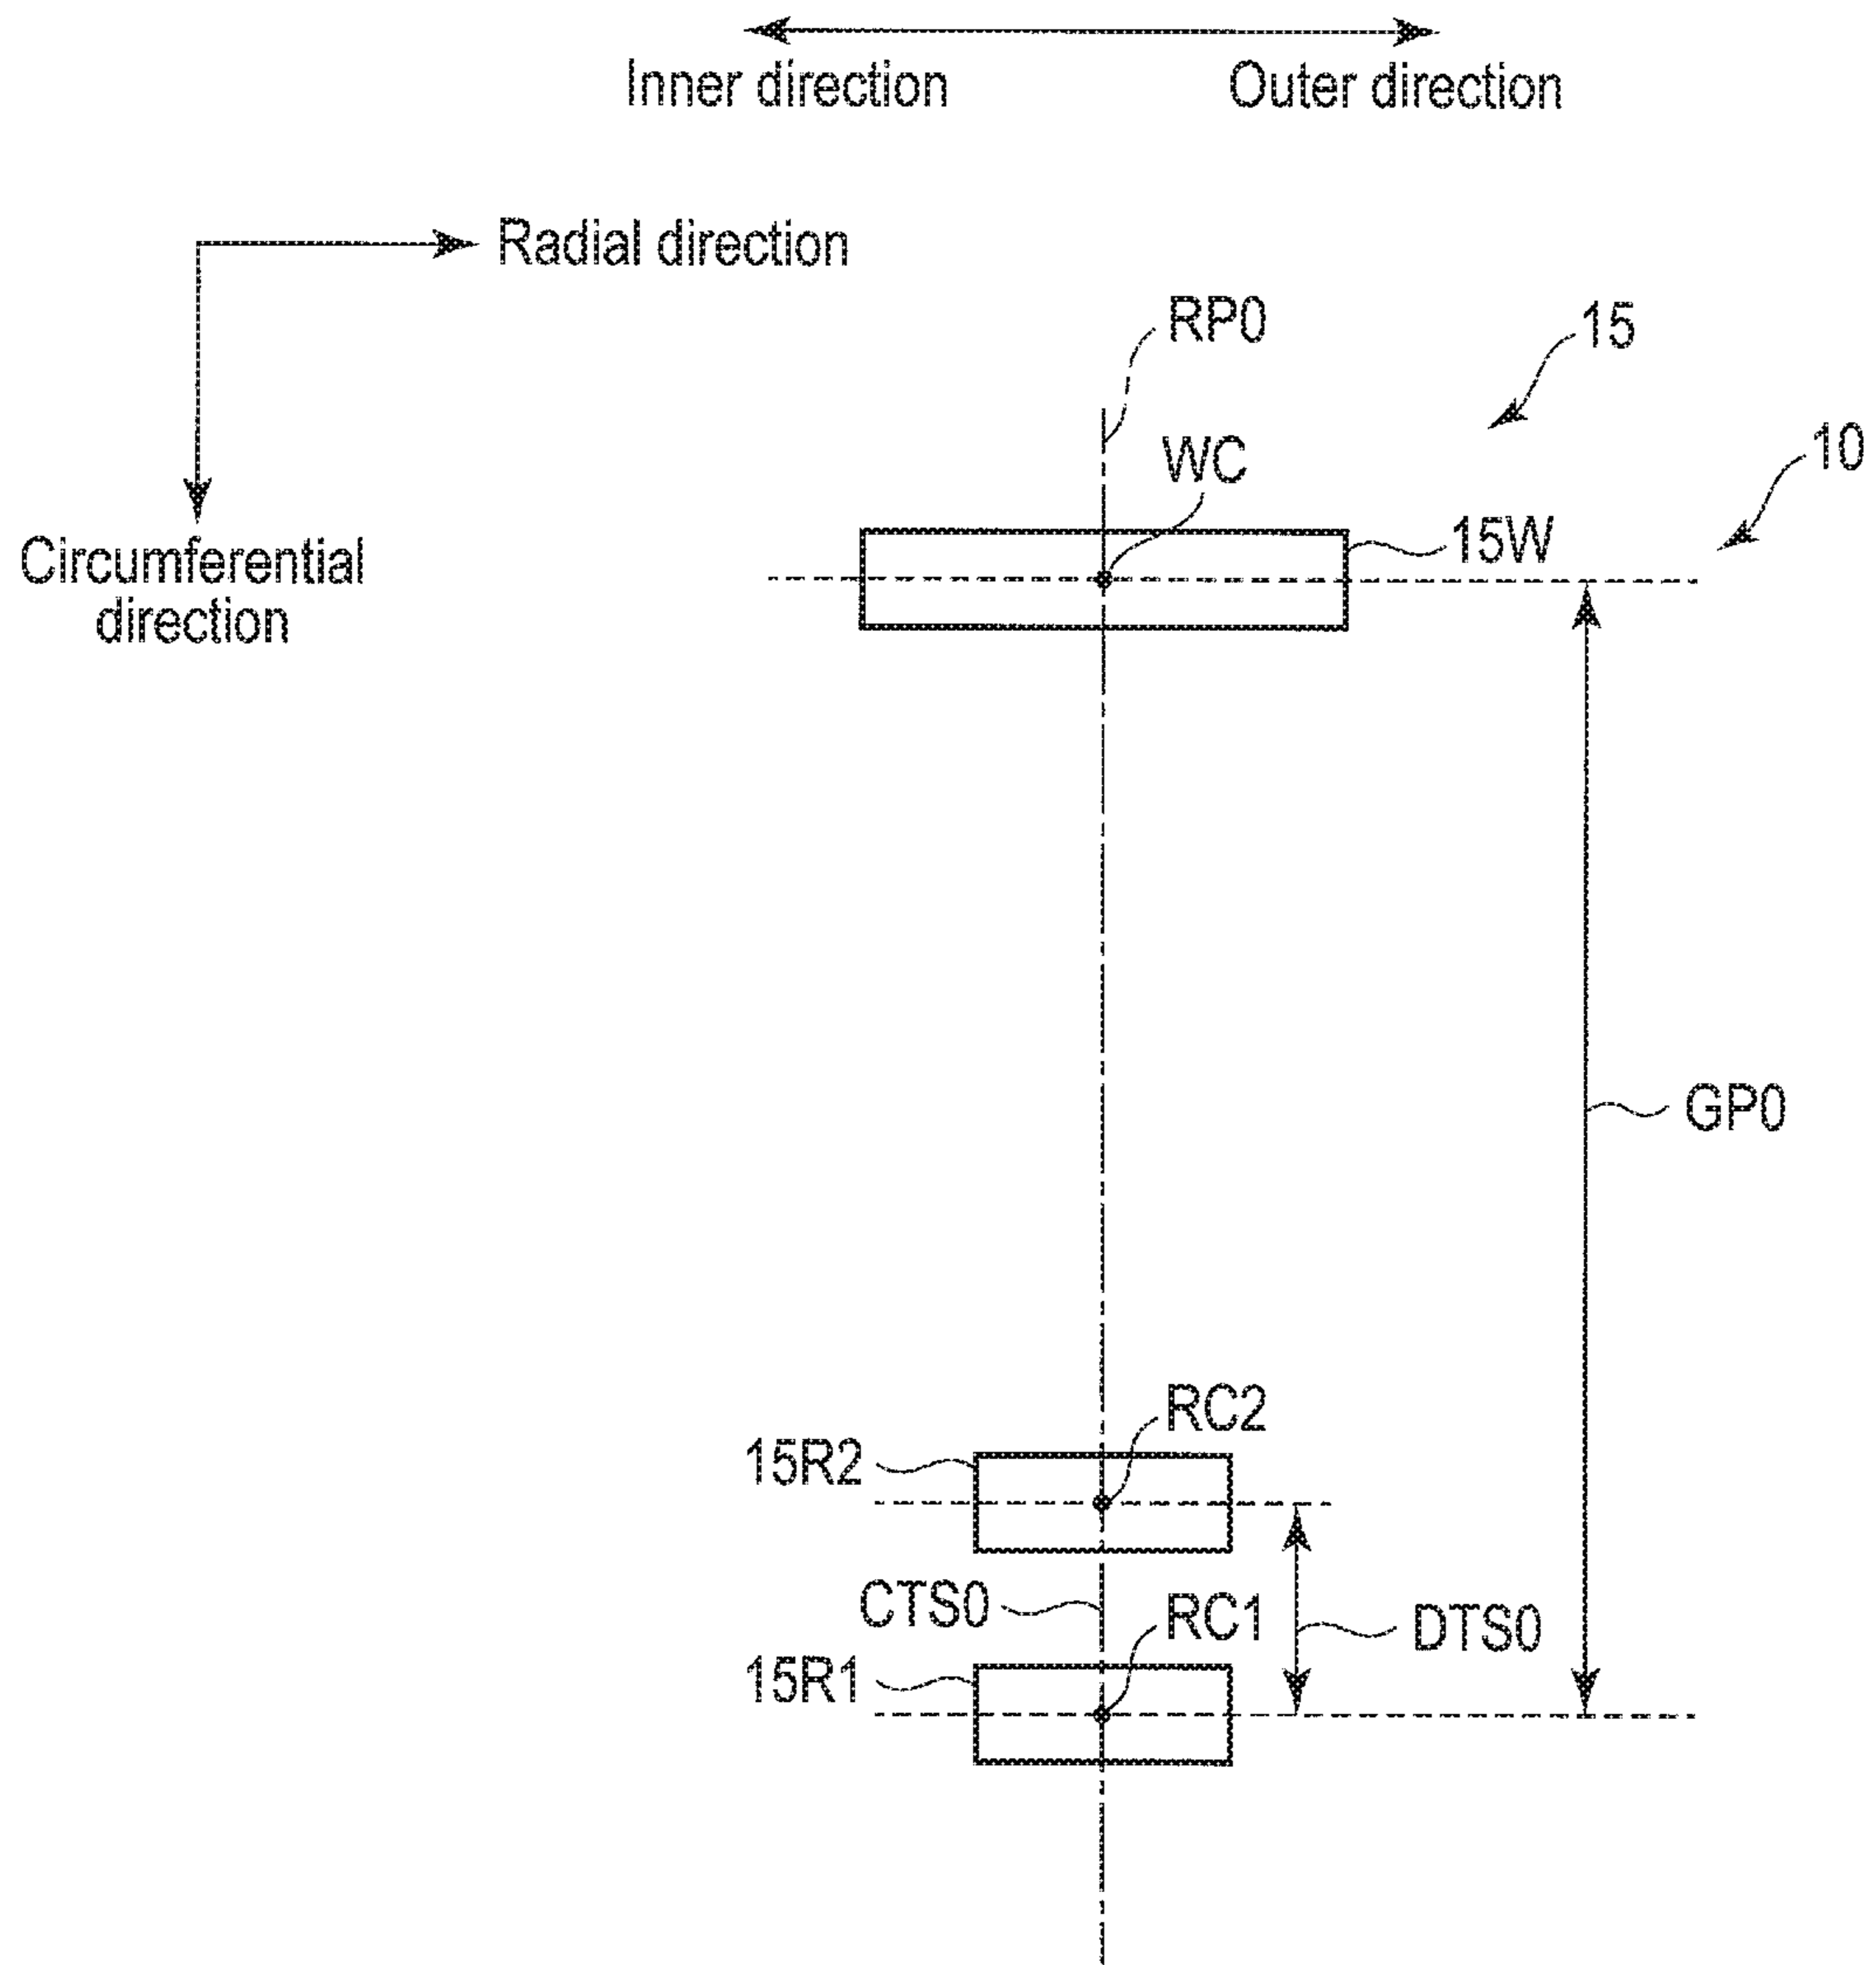 Inner direction
Outer direction
Radial direction
Circumferential
direction
RP0
15
WC
10
15W
GP0
RC2
15R2
CTS0
RC1
DTS0
15R1